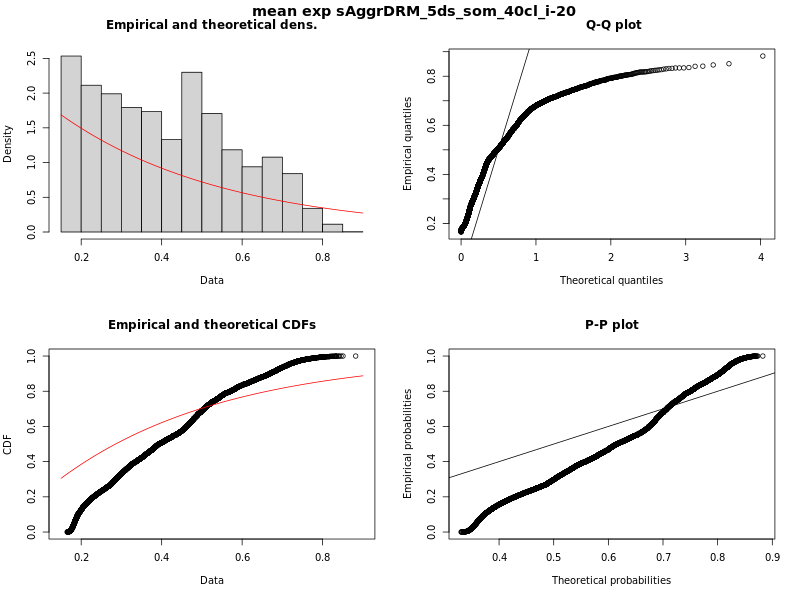 mean exp sAggrDRM_5ds_som_40cl_i-20
Empirical and theoretical dens.
Density
0.0 0.5 1.0 1.5 2.0 2.5
0.2 0.4 0.6 0.8
Data
Q-Q plot
Empirical quantiles
0.2 0.4 0.6 0.8
0 1 2 3 4
Theoretical quantiles
Empirical and theoretical CDFs
CDF
0.0 0.2 0.4 0.6 0.8 1.0
0.2 0.4 0.6 0.8
Data
P-P plot
Empirical probabilities
0.0 0.2 0.4 0.6 0.8 1.0
0.4 0.5 0.6 0.7 0.8 0.9
Theoretical probabilities